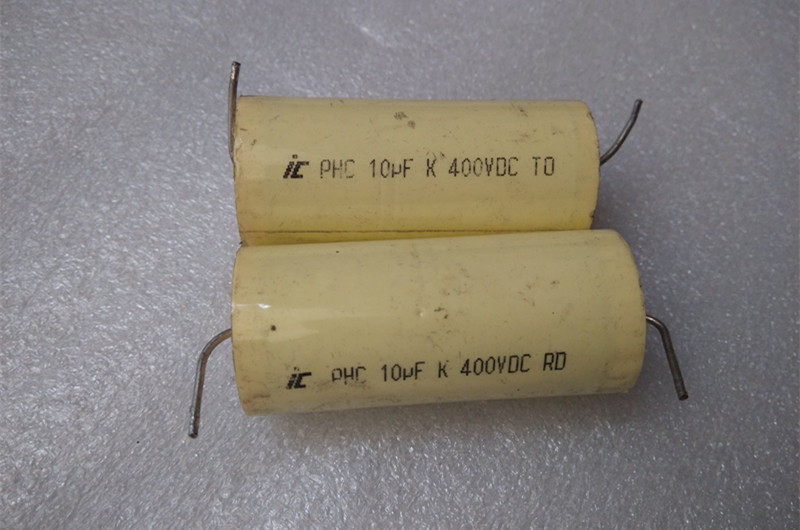 ic PHC 10µF K 400VDC TO
ic PHC 10µF K 400VDC RD